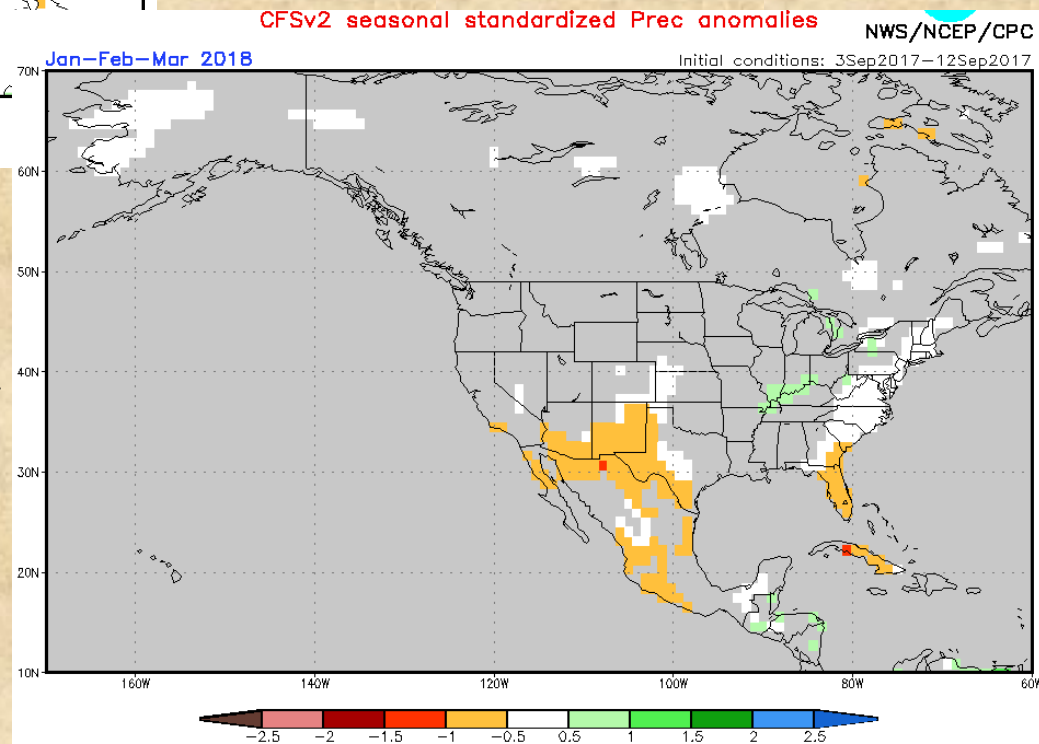 CFSv2 seasonal standardized Prec anomalies
NWS/NCEP/CPC
Jan-Feb-Mar 2018
Initial conditions: 3Sep2017-12Sep2017
70N
60N
50N
40N
30N
20N
10N
160W 140W 120W 100W 80W 60W
-2.5 -2 -1.5 -1 -0.5 0.5 1 1.5 2 2.5